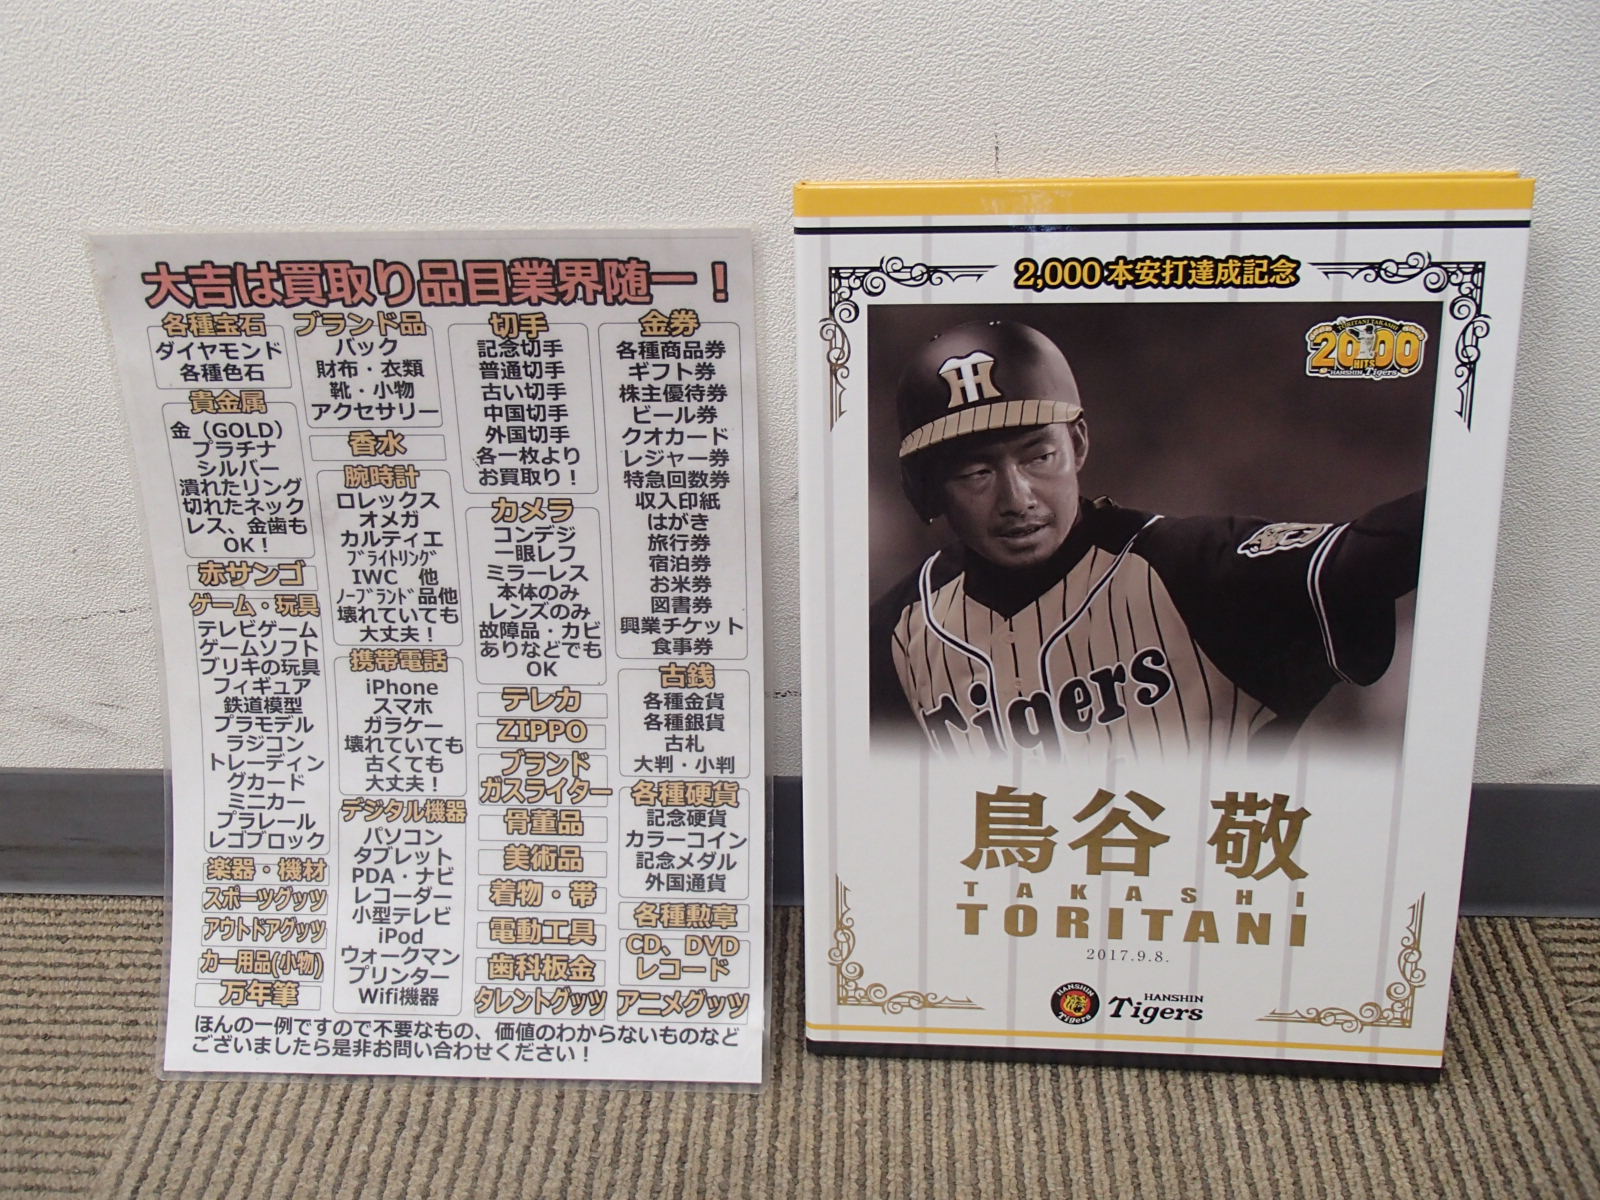 大吉は買取り品目業界随一！
各種宝石
ダイヤモンド
各種色石
貴金属
金（GOLD）
プラチナ
シルバー
潰れたリング
切れたネック
レス、金歯も
OK！
赤サンゴ
ゲーム・玩具
テレビゲーム
ゲームソフト
ブリキの玩具
フィギュア
鉄道模型
プラモデル
ラジコン
トレーディン
グカード
ミニカー
プラレール
レゴブロック
楽器・機材
スポーツグッツ
アウトドアグッツ
カー用品(小物)
万年筆
ブランド品
バック
財布・衣類
靴・小物
アクセサリー
香水
腕時計
ロレックス
オメガ
カルティエ
ﾌﾞﾗｲﾄﾘﾝｸﾞ
IWC 他
ﾉｰﾌﾞﾗﾝﾄﾞ品他
壊れていても
大丈夫！
携帯電話
iPhone
スマホ
ガラケー
壊れていても
古くても
大丈夫！
デジタル機器
パソコン
タブレット
PDA・ナビ
レコーダー
小型テレビ
iPod
ウォークマン
プリンター
Wifi機器
切手
記念切手
普通切手
古い切手
中国切手
外国切手
各一枚より
お買取り！
カメラ
コンデジ
一眼レフ
ミラーレス
本体のみ
レンズのみ
故障品・カビ
ありなどでも
OK
テレカ
ZIPPO
ブランド
ガスライター
骨董品
美術品
着物・帯
電動工具
歯科板金
タレントグッツ
金券
各種商品券
ギフト券
株主優待券
ビール券
クオカード
レジャー券
特急回数券
収入印紙
はがき
旅行券
宿泊券
お米券
図書券
興業チケット
食事券
古銭
各種金貨
各種銀貨
古札
大判・小判
各種硬貨
記念硬貨
カラーコイン
記念メダル
外国通貨
各種勲章
CD、DVD
レコード
アニメグッツ
ほんの一例ですので不要なもの、価値のわからないものなど
ございましたら是非お問い合わせください！
2,000本安打達成記念
TORITANI TAKASHI
2000
HITS
HANSHIN Tigers
Tigers
鳥谷 敬
TAKASHI
TORITANI
2017.9.8.
HANSHIN
Tigers
HANSHIN
Tigers